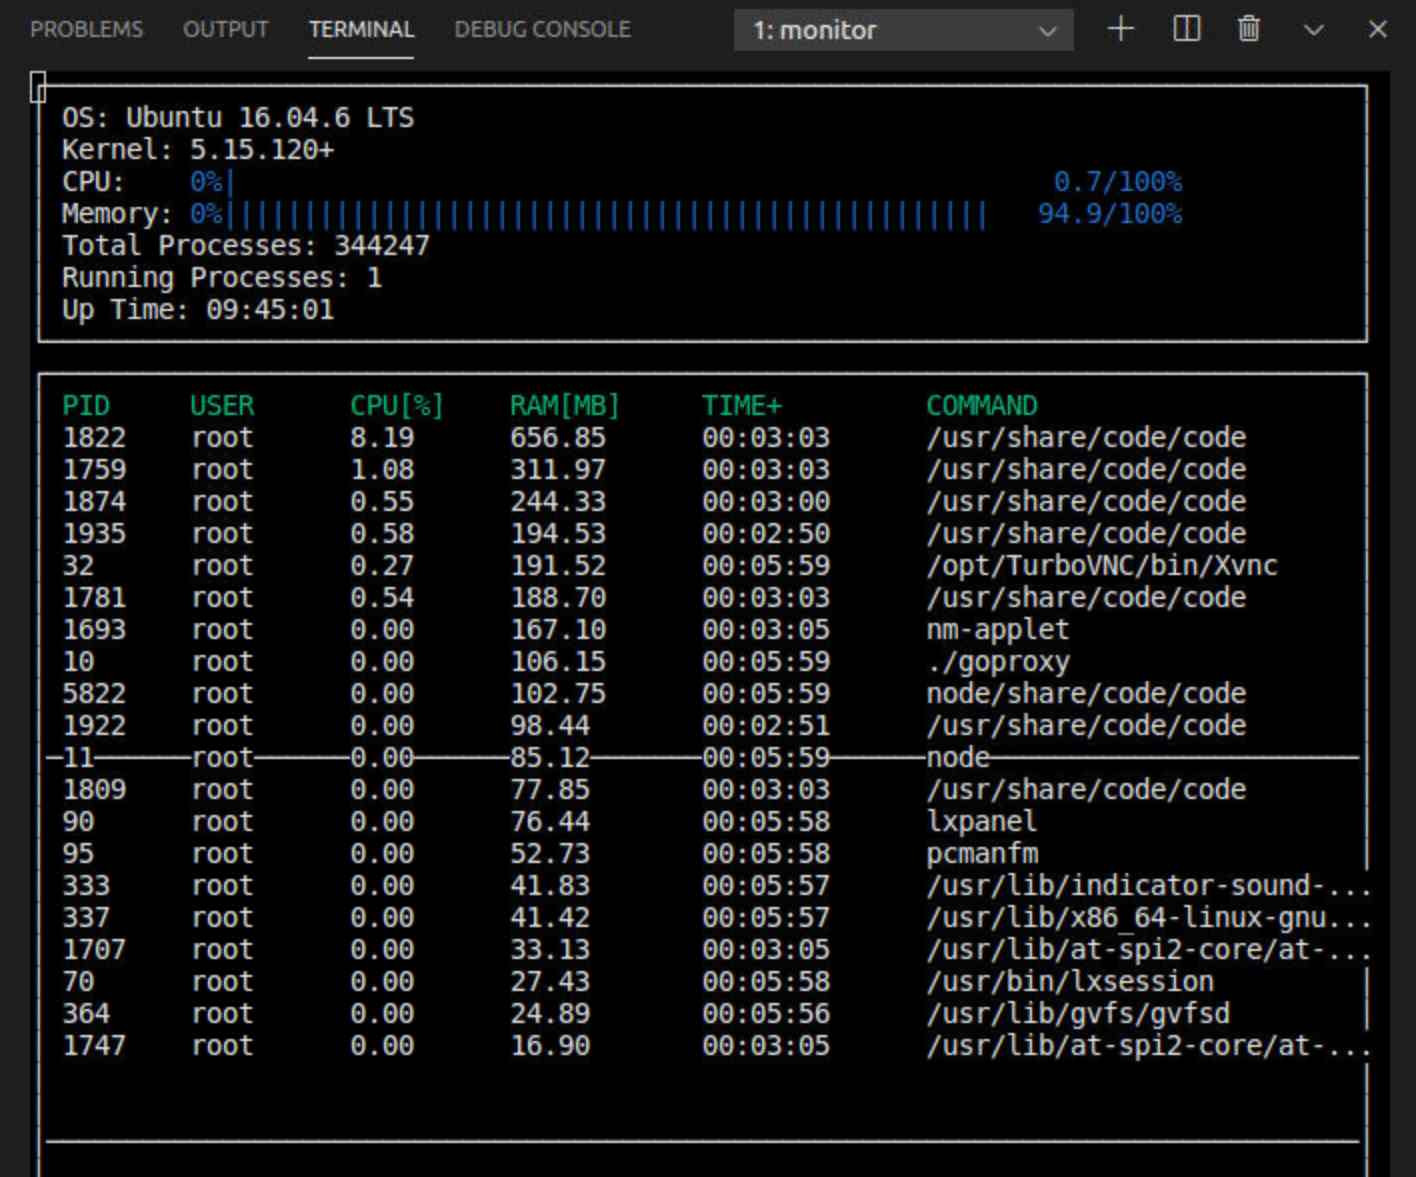 PROBLEMS OUTPUT TERMINAL DEBUG CONSOLE 1: monitor
OS: Ubuntu 16.04.6 LTS
Kernel: 5.15.120+
CPU: 0%| 0.7/100%
Memory: 0%|||||||||||||||||||||||||||||||||||||||||||||||| 94.9/100%
Total Processes: 344247
Running Processes: 1
Up Time: 09:45:01
PID USER CPU[%] RAM[MB] TIME+ COMMAND
1822 root 8.19 656.85 00:03:03 /usr/share/code/code
1759 root 1.08 311.97 00:03:03 /usr/share/code/code
1874 root 0.55 244.33 00:03:00 /usr/share/code/code
1935 root 0.58 194.53 00:02:50 /usr/share/code/code
32 root 0.27 191.52 00:05:59 /opt/TurboVNC/bin/Xvnc
1781 root 0.54 188.70 00:03:03 /usr/share/code/code
1693 root 0.00 167.10 00:03:05 nm-applet
10 root 0.00 106.15 00:05:59 ./goproxy
5822 root 0.00 102.75 00:05:59 node/share/code/code
1922 root 0.00 98.44 00:02:51 /usr/share/code/code
11 root 0.00 85.12 00:05:59 node
1809 root 0.00 77.85 00:03:03 /usr/share/code/code
90 root 0.00 76.44 00:05:58 lxpanel
95 root 0.00 52.73 00:05:58 pcmanfm
333 root 0.00 41.83 00:05:57 /usr/lib/indicator-sound-...
337 root 0.00 41.42 00:05:57 /usr/lib/x86_64-linux-gnu...
1707 root 0.00 33.13 00:03:05 /usr/lib/at-spi2-core/at-...
70 root 0.00 27.43 00:05:58 /usr/bin/lxsession
364 root 0.00 24.89 00:05:56 /usr/lib/gvfs/gvfsd
1747 root 0.00 16.90 00:03:05 /usr/lib/at-spi2-core/at-...